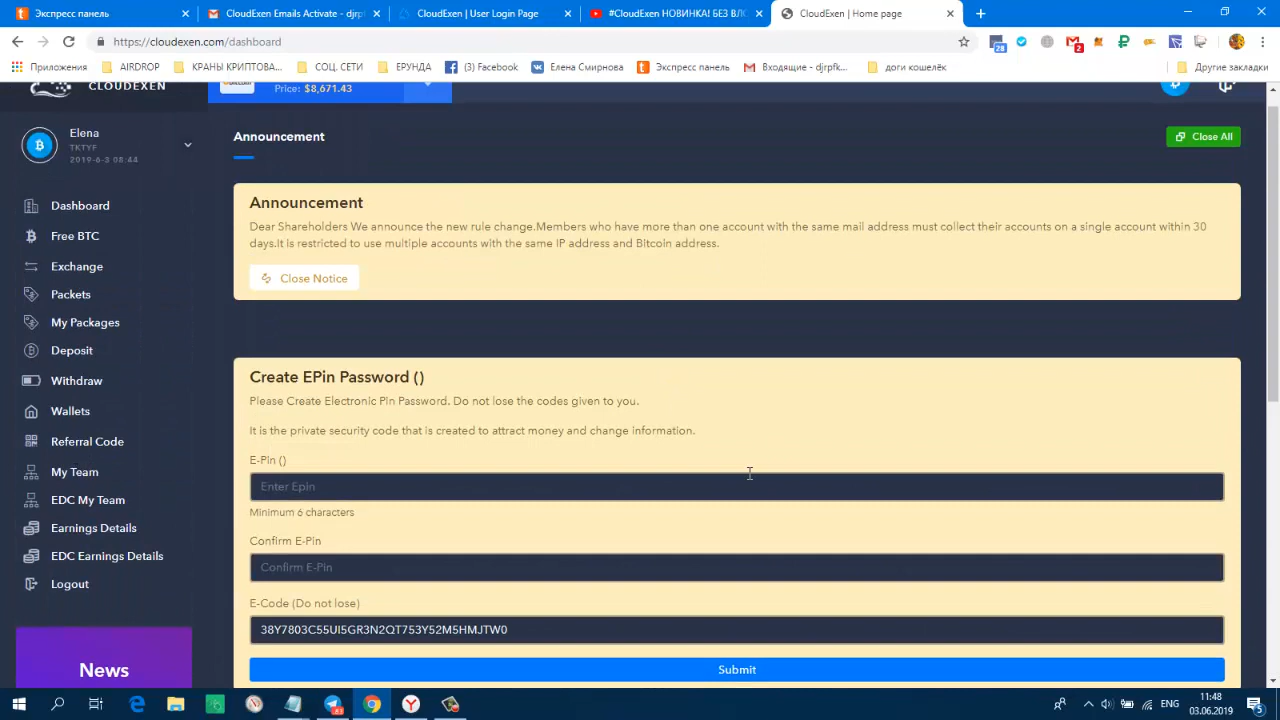 Экспресс панель
CloudExen Emails Activate - djrp
CloudExen | User Login Page
#CloudExen НОВИНКА! БЕЗ ВЛ
CloudExen | Home page
https://cloudexen.com/dashboard
28
2
Приложения
AIRDROP
КРАНЫ КРИПТОВА...
СОЦ. СЕТИ
ЕРУНДА
(3) Facebook
Елена Смирнова
Экспресс панель
Входящие - djrpfk...
доги кошелёк
Другие закладки
CLOUDEXEN
Price: $8,671.43
Elena
TKTYF
2019-6-3 08:44
Announcement
Close All
Dashboard
Free BTC
Exchange
Packets
My Packages
Deposit
Withdraw
Wallets
Referral Code
My Team
EDC My Team
Earnings Details
EDC Earnings Details
Logout
News
Announcement
Dear Shareholders We announce the new rule change.Members who have more than one account with the same mail address must collect their accounts on a single account within 30
days.It is restricted to use multiple accounts with the same IP address and BItcoin address.
Close Notice
Create EPin Password ()
Please Create Electronic Pin Password. Do not lose the codes given to you.
It is the private security code that is created to attract money and change information.
E-Pin ()
Enter Epin
Minimum 6 characters
Confirm E-Pin
Confirm E-Pin
E-Code (Do not lose)
38Y7803C55UI5GR3N2QT753Y52M5HMJTW0
Submit
ENG
11:48
03.06.2019
5